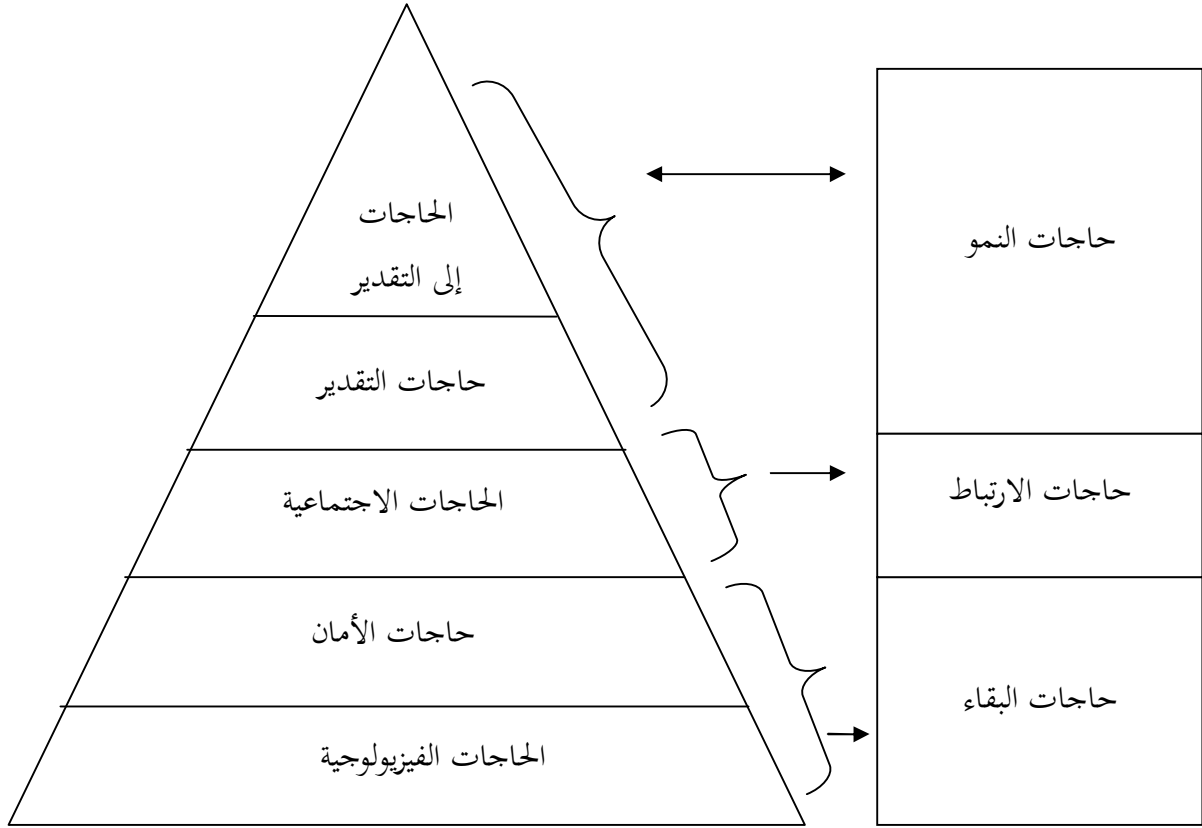 الحاجات
إلى التقدير
حاجات التقدير
الحاجات الاجتماعية
حاجات الأمان
الحاجات الفيزيولوجية
حاجات النمو
حاجات الارتباط
حاجات البقاء